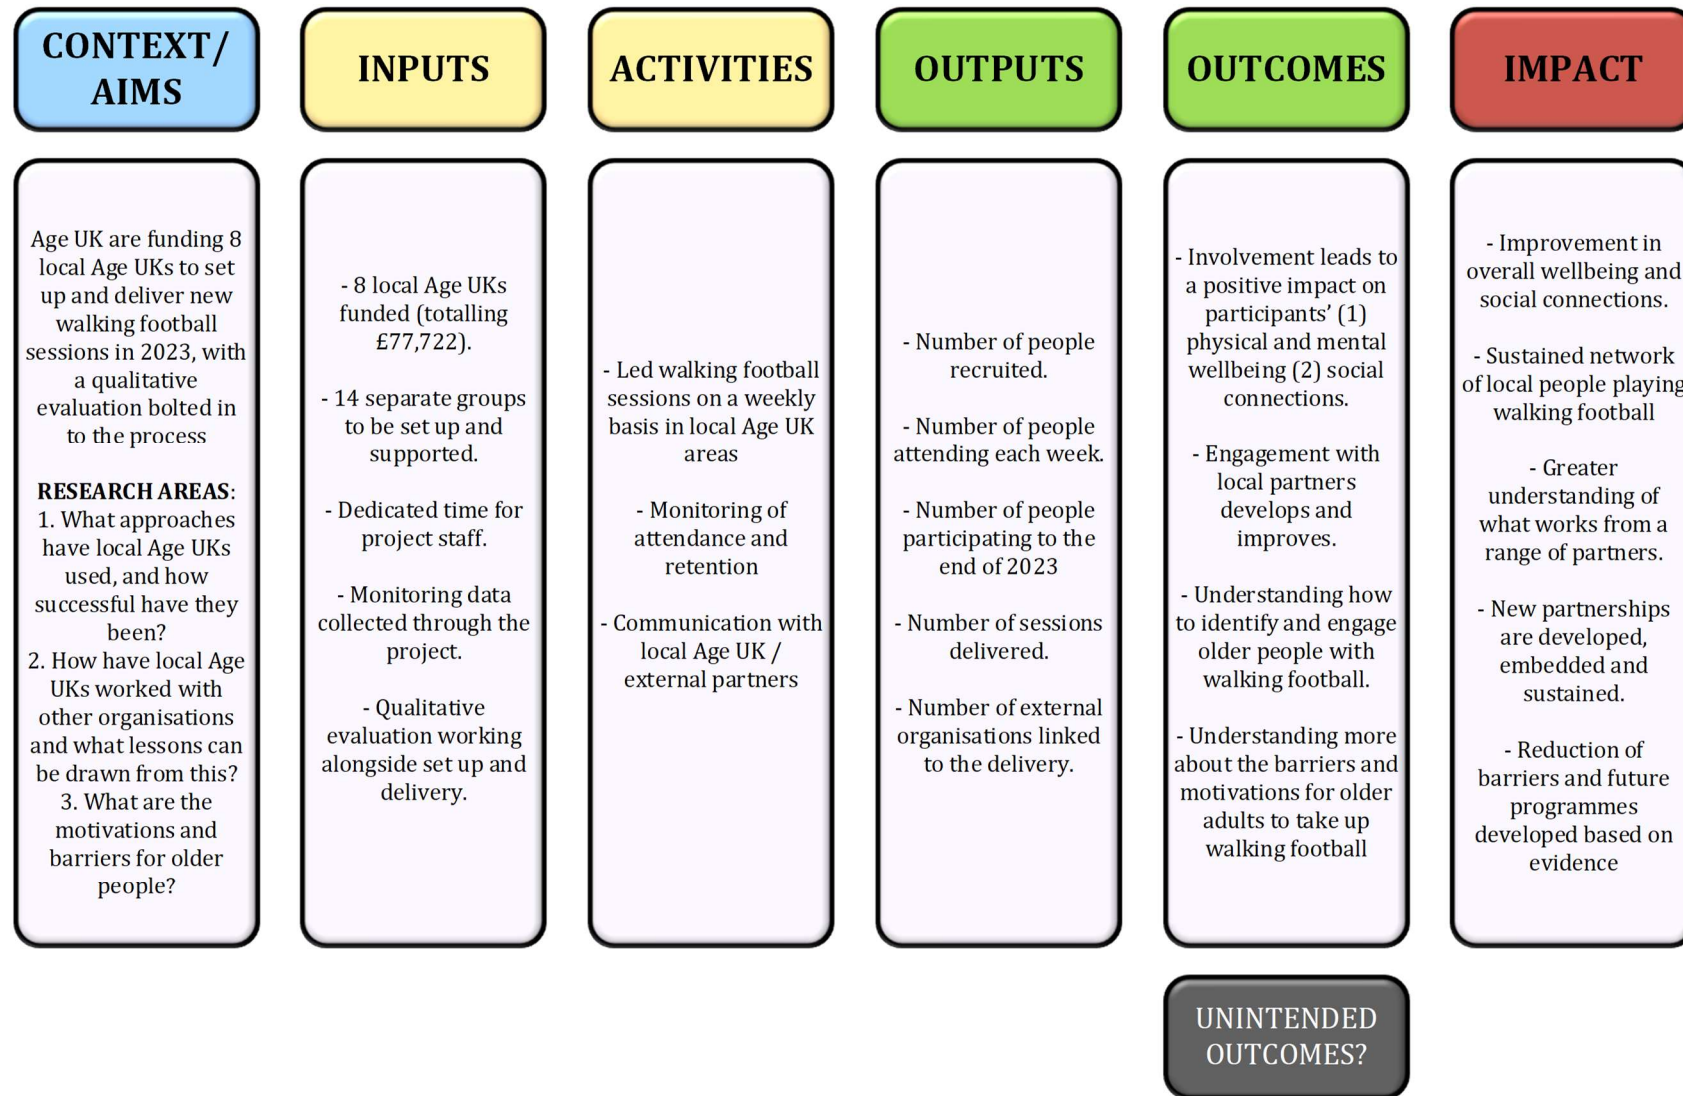 CONTEXT/
AIMS
INPUTS
ACTIVITIES
OUTPUTS
OUTCOMES
IMPACT
Age UK are funding 8
local Age UKs to set
up and deliver new
walking football
sessions in 2023, with
a qualitative
evaluation bolted in
to the process
RESEARCH AREAS:
1. What approaches
have local Age UKs
used, and how
successful have they
been?
2. How have local Age
UKs worked with
other organisations
and what lessons can
be drawn from this?
3. What are the
motivations and
barriers for older
people?
- 8 local Age UKs
funded (totalling
£77,722).
- 14 separate groups
to be set up and
supported.
- Dedicated time for
project staff.
- Monitoring data
collected through the
project.
- Qualitative
evaluation working
alongside set up and
delivery.
- Led walking football
sessions on a weekly
basis in local Age UK
areas
- Monitoring of
attendance and
retention
- Communication with
local Age UK /
external partners
- Number of people
recruited.
- Number of people
attending each week.
- Number of people
participating to the
end of 2023
- Number of sessions
delivered.
- Number of external
organisations linked
to the delivery.
- Involvement leads to
a positive impact on
participants’ (1)
physical and mental
wellbeing (2) social
connections.
- Engagement with
local partners
develops and
improves.
- Understanding how
to identify and engage
older people with
walking football.
- Understanding more
about the barriers and
motivations for older
adults to take up
walking football
- Improvement in
overall wellbeing and
social connections.
- Sustained network
of local people playing
walking football
- Greater
understanding of
what works from a
range of partners.
- New partnerships
are developed,
embedded and
sustained.
- Reduction of
barriers and future
programmes
developed based on
evidence
UNINTENDED
OUTCOMES?